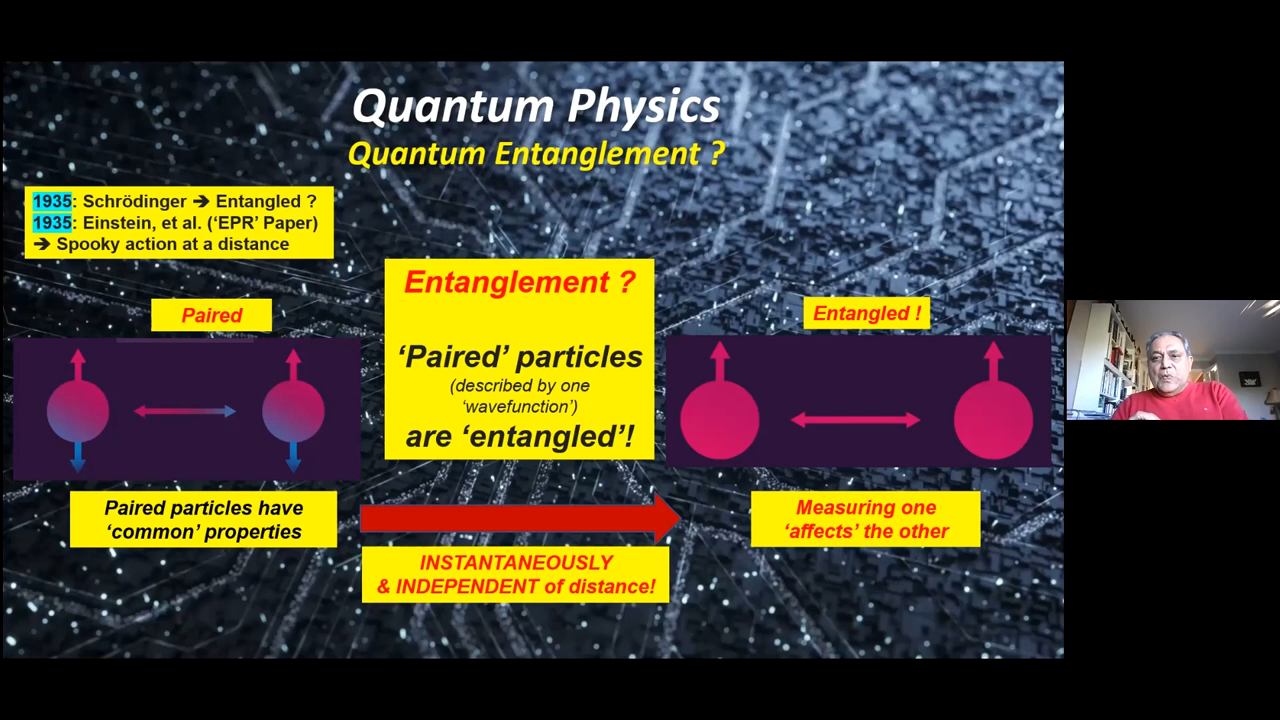 Quantum Physics
Quantum Entanglement ?
1935: Schrödinger ➔ Entangled ?
1935: Einstein, et al. (‘EPR’ Paper)
➔ Spooky action at a distance
Paired
Entanglement ?
‘Paired’ particles
(described by one
‘wavefunction’)
are ‘entangled’!
Entangled !
Paired particles have
‘common’ properties
INSTANTANEOUSLY
& INDEPENDENT of distance!
Measuring one
‘affects’ the other